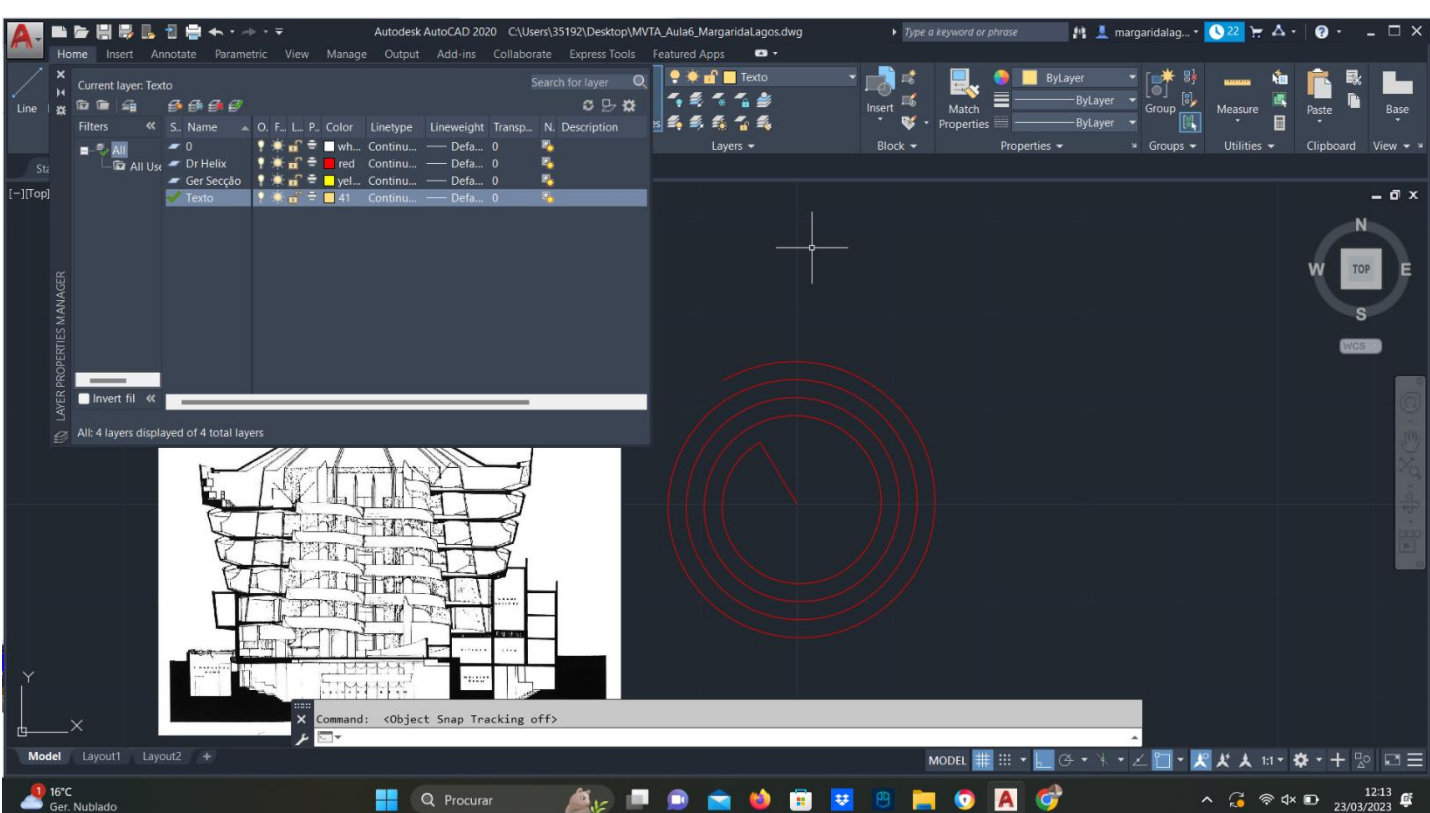 Autodesk AutoCAD 2020 C:\Users\35192\Desktop\MVTA_Aula6_MargaridaLagos.dwg
Type a keyword or phrase
margaridalag...
22
Home Insert Annotate Parametric View Manage Output Add-ins Collaborate Express Tools Featured Apps
Line
Current layer: Texto
Search for layer
Filters
S.. Name O. F... L... P... Color Linetype Lineweight Transp... N. Description
All
All Use
0 wh... Continu... Defa... 0
Dr Helix red Continu... Defa... 0
Ger Secção yel... Continu... Defa... 0
Texto 41 Continu... Defa... 0
Invert fil
All: 4 layers displayed of 4 total layers
LAYER PROPERTIES MANAGER
Texto
Layers
Insert
Block
Match
Properties
ByLayer
ByLayer
ByLayer
Properties
Group
Groups
Measure
Utilities
Paste
Clipboard
Base
View
Sta
[−][Top]
N
W TOP E
S
WCS
Y
X
Command: <Object Snap Tracking off>
Model Layout1 Layout2 +
MODEL
1:1
1
16°C
Ger. Nublado
Procurar
12:13
23/03/2023